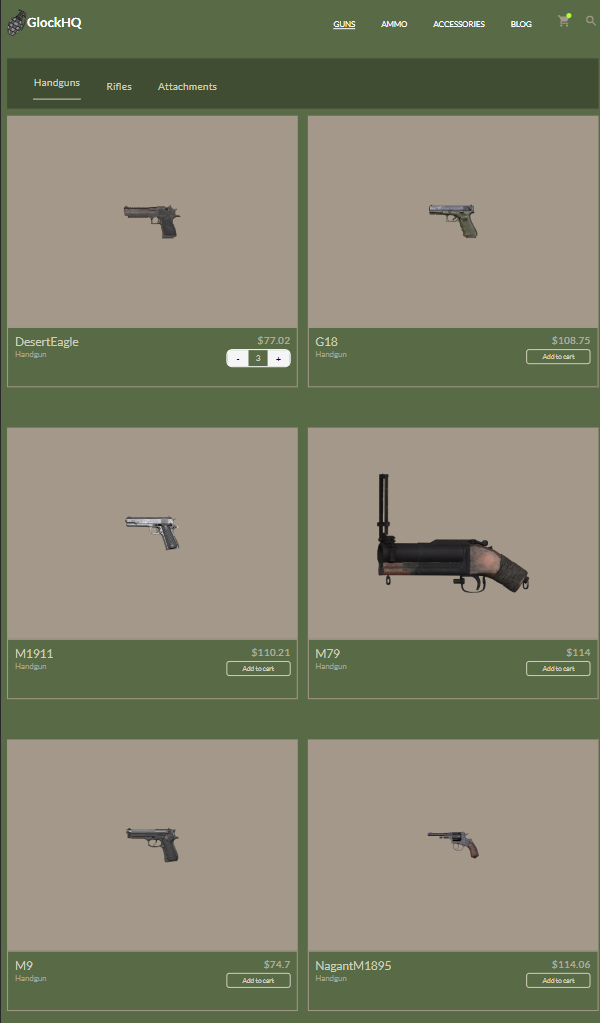 GlockHQ
GUNS AMMO ACCESSORIES BLOG
Handguns Rifles Attachments
DesertEagle $77.02
Handgun
- 3 +
G18 $108.75
Handgun Add to cart
M1911 $110.21
Handgun Add to cart
M79 $114
Handgun Add to cart
M9 $74.7
Handgun Add to cart
NagantM1895 $114.06
Handgun Add to cart